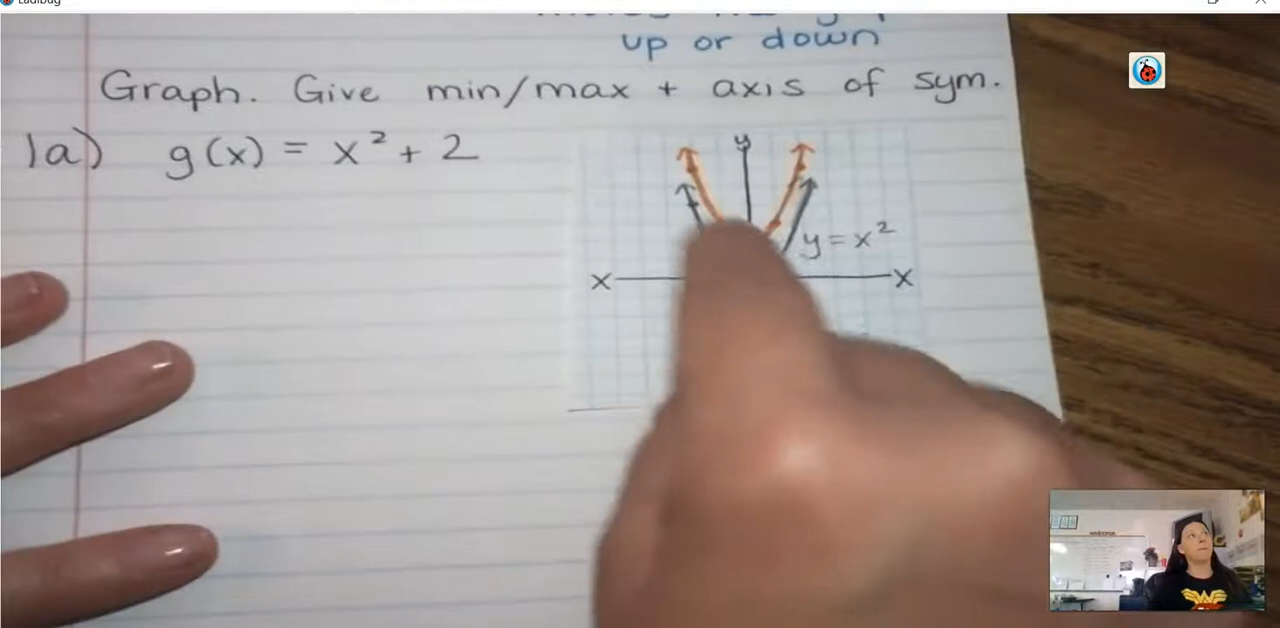 Ladibug
up or down
Graph. Give min/max + axis of sym.
1a) g(x) = x² + 2
y
y = x²
x x